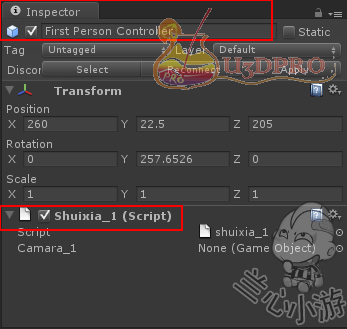 Inspector
First Person Controller
Static
Tag Untagged Layer Default
Discon Select Reconnect Apply
U3DPRO
PRO
Transform
Position
X 260 Y 22.5 Z 205
Rotation
X 0 Y 257.6526 Z 0
Scale
X 1 Y 1 Z 1
Shuixia_1 (Script)
Script shuixia_1
Camara_1 None (Game Object)
兰心小游